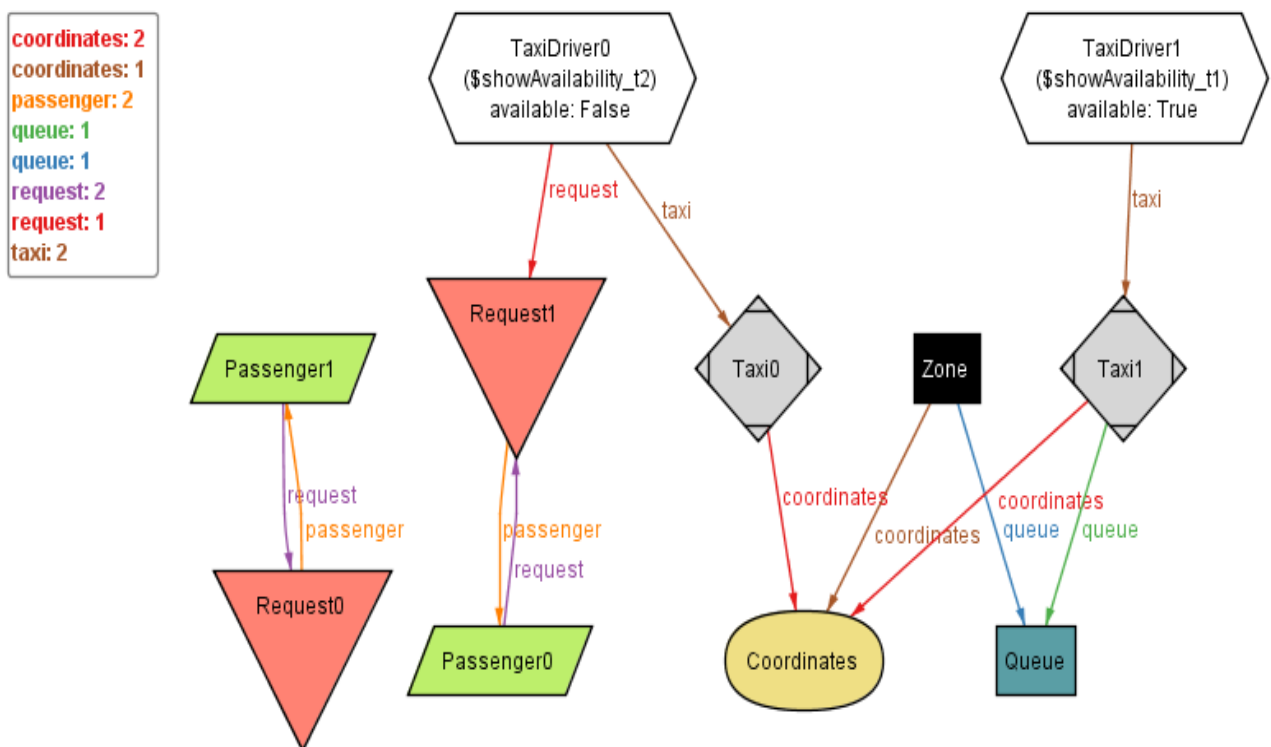 coordinates: 2
coordinates: 1
passenger: 2
queue: 1
queue: 1
request: 2
request: 1
taxi: 2
TaxiDriver0
($showAvailability_t2)
available: False
TaxiDriver1
($showAvailability_t1)
available: True
request
taxi
taxi
Request1
Passenger1
Taxi0
Zone
Taxi1
request
coordinates
coordinates
passenger
passenger
coordinates
queue
queue
request
Request0
Passenger0
Coordinates
Queue